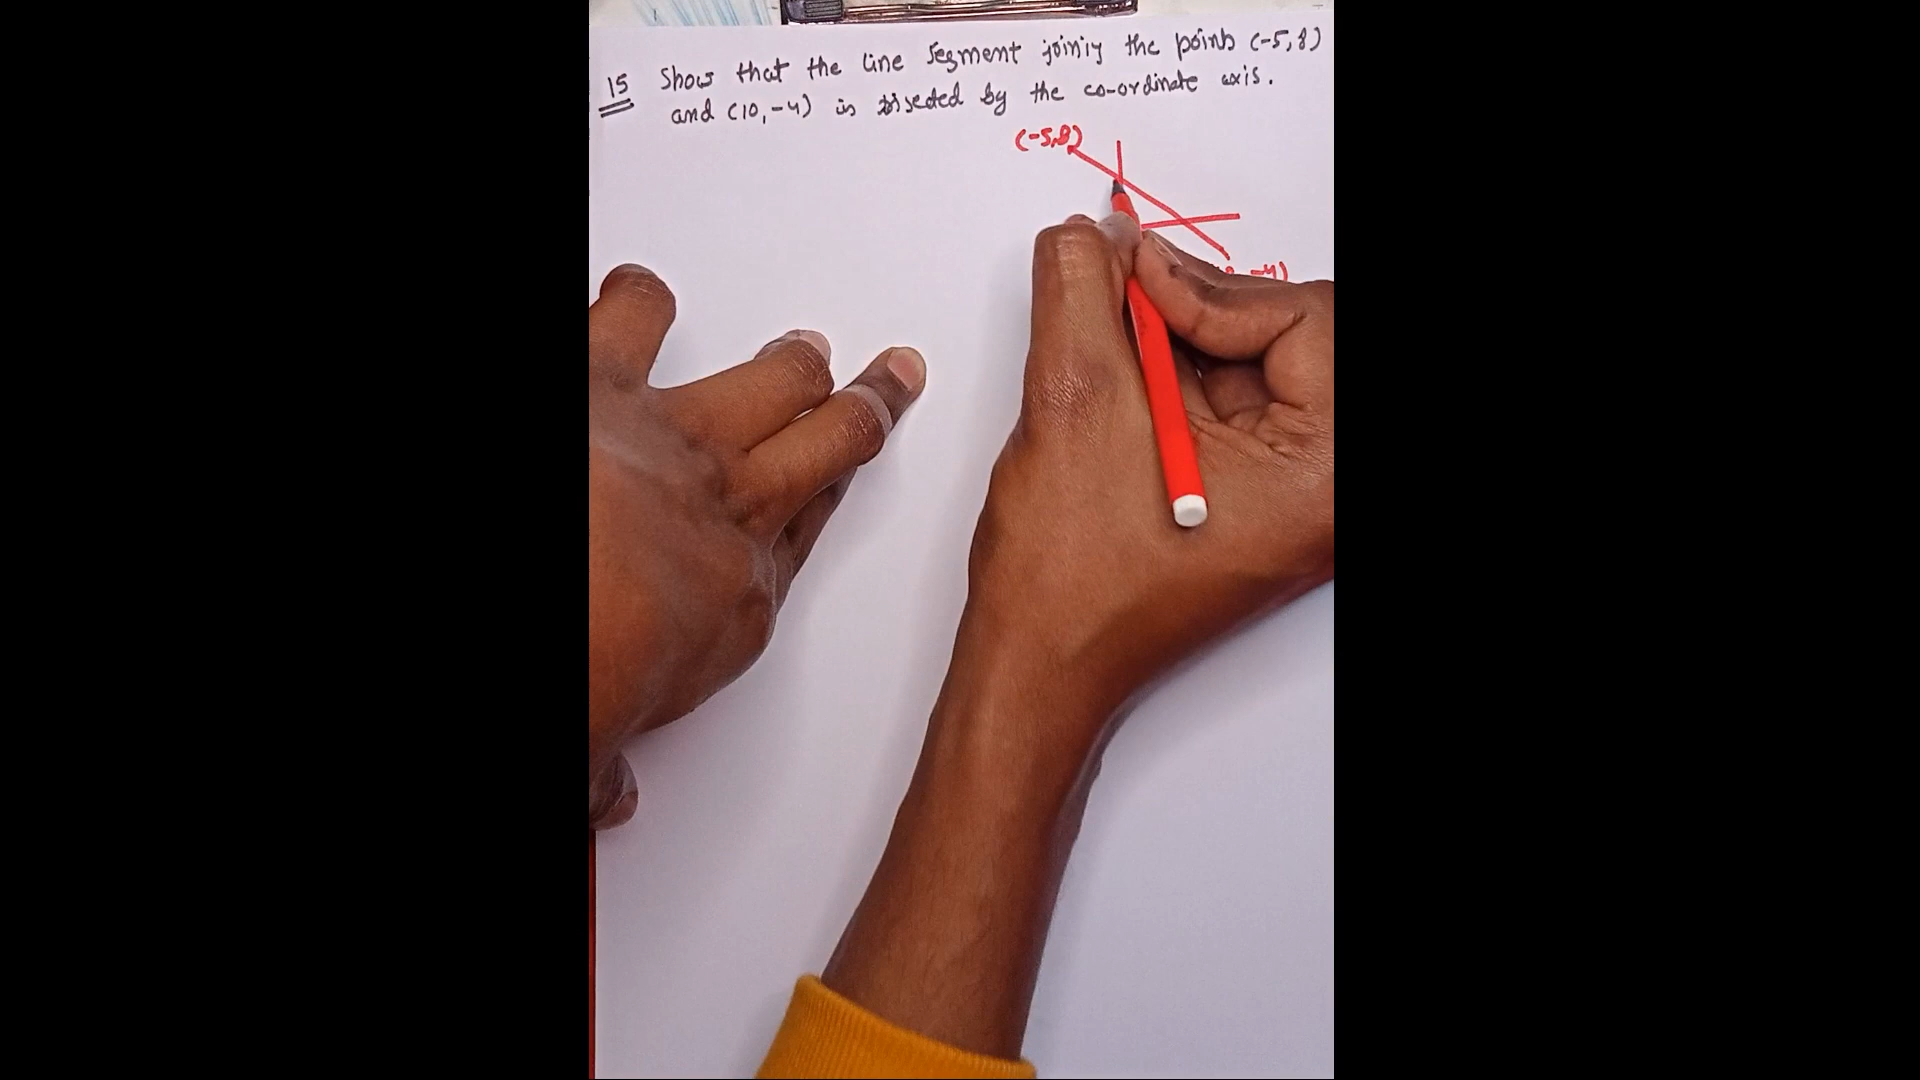 15 Show that the line segment joiniy the points (-5,8)
and (10,-4) is bisected by the co-ordinate axis.
(-5,8)
-4)